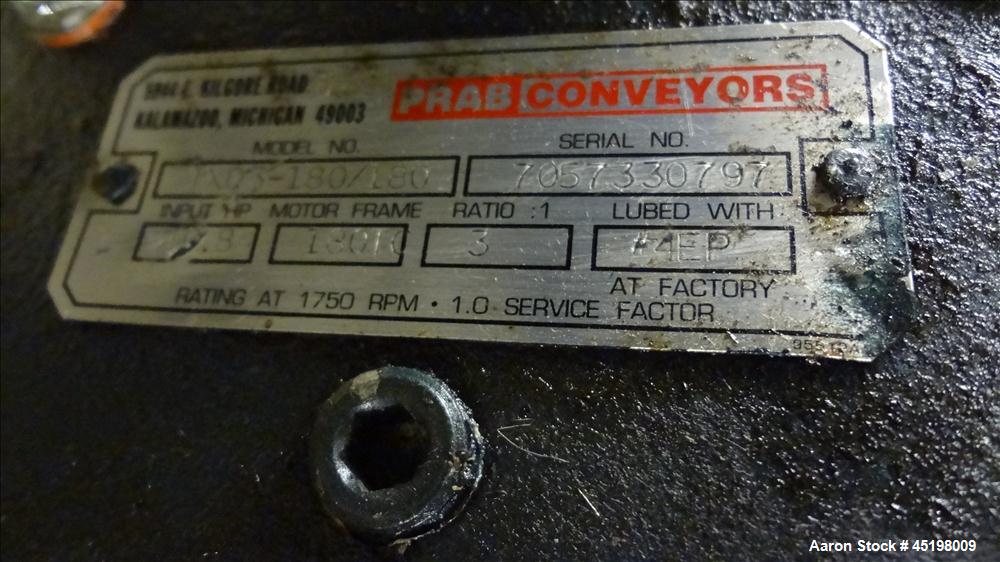 5944 E. KILGORE ROAD
KALAMAZOO, MICHIGAN 49003
PRAB CONVEYORS
MODEL NO. SERIAL NO.
7057330797
INPUT HP MOTOR FRAME RATIO :1 LUBED WITH
3 #4EP
AT FACTORY
RATING AT 1750 RPM • 1.0 SERVICE FACTOR
Aaron Stock # 45198009